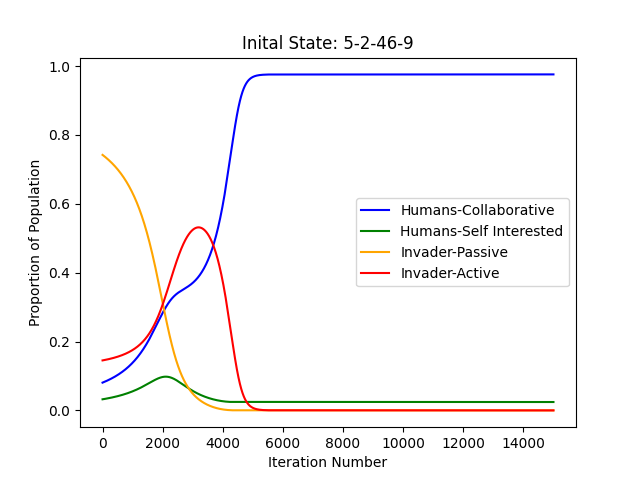 Inital State: 5-2-46-9
1.0
0.8
0.6
0.4
0.2
0.0
Proportion of Population
Humans-Collaborative
Humans-Self Interested
Invader-Passive
Invader-Active
0 2000 4000 6000 8000 10000 12000 14000
Iteration Number